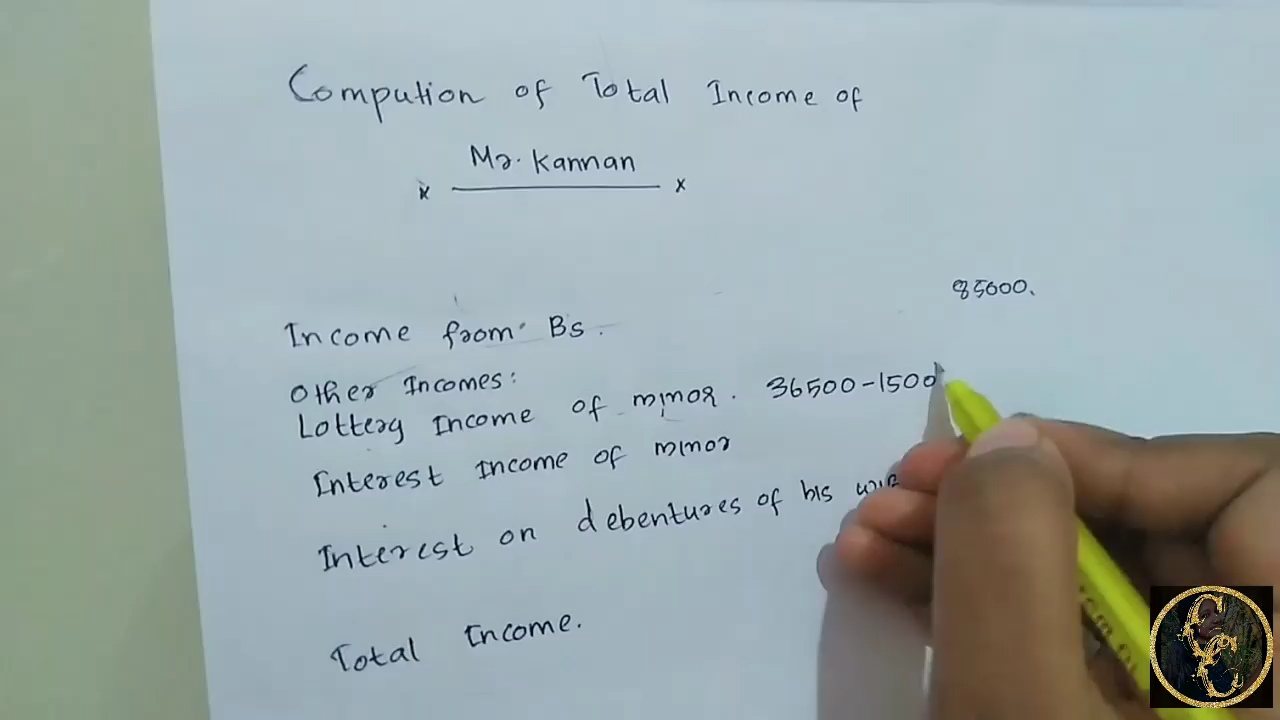 Compution of Total Income of
Mr. Kannan
x x
85000.
Income from Bs.
Other Incomes:
Lottery Income of minor. 36500-1500
Interest Income of minor
Interest on debentures of his
Total Income.